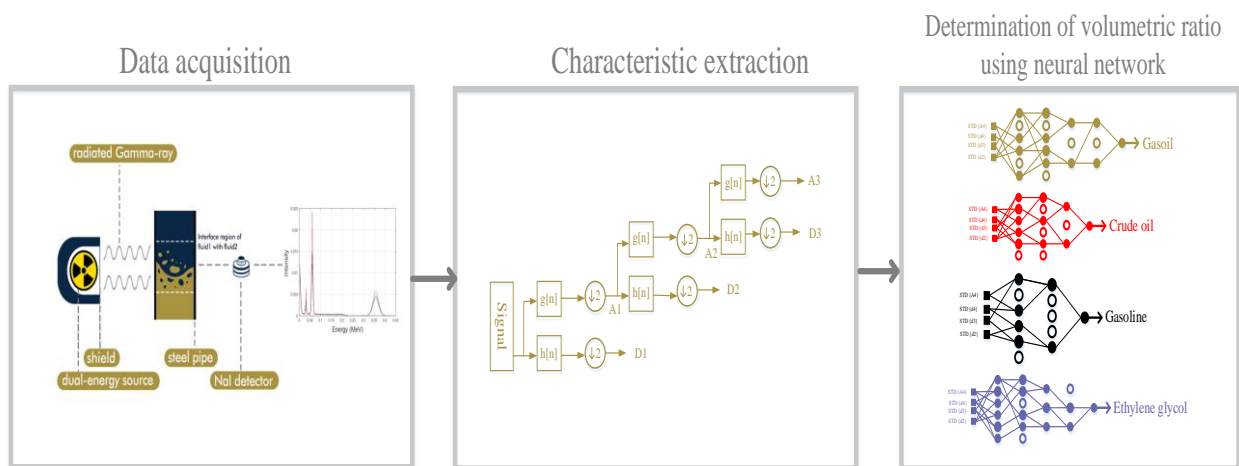 Data acquisition
radiated Gamma-ray
Interface region of
fluid1 with fluid2
shield
dual-energy source
steel pipe
NaI detector
Intensity
Energy (MeV)
Characteristic extraction
Signal
g[n]
↓2
A1
h[n]
↓2
D1
g[n]
↓2
A2
h[n]
↓2
D2
g[n]
↓2
A3
h[n]
↓2
D3
Determination of volumetric ratio
using neural network
STD (A4)
STD (d4)
STD (d3)
STD (d2)
Gasoil
STD (A4)
STD (d4)
STD (d3)
STD (d2)
Crude oil
STD (A4)
STD (d4)
STD (d3)
STD (d2)
Gasoline
STD (A4)
STD (d4)
STD (d3)
STD (d2)
Ethylene glycol